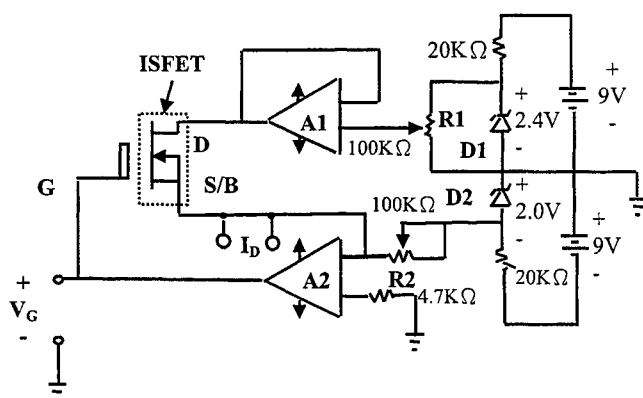 20KΩ
ISFET
+
+
A1
R1
9V
D
2.4V
100KΩ
-
-
D1
S/B
+
G
D2
2.0V
+
100KΩ
I_D
-
9V
A2
+
R2
4.7KΩ
20KΩ
-
V_G
-